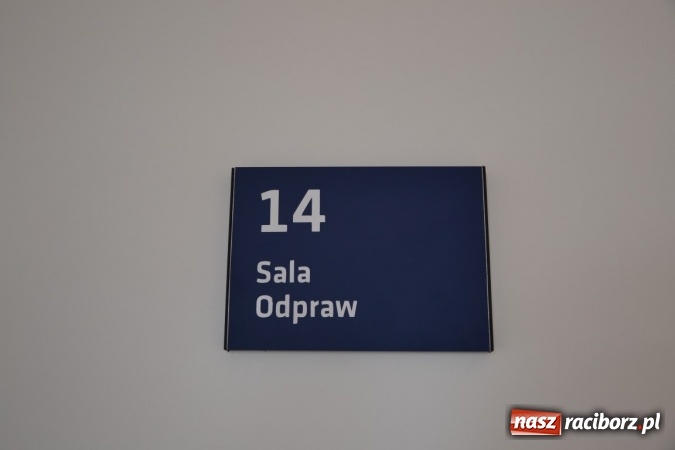 14
Sala
Odpraw
nasz raciborz.pl